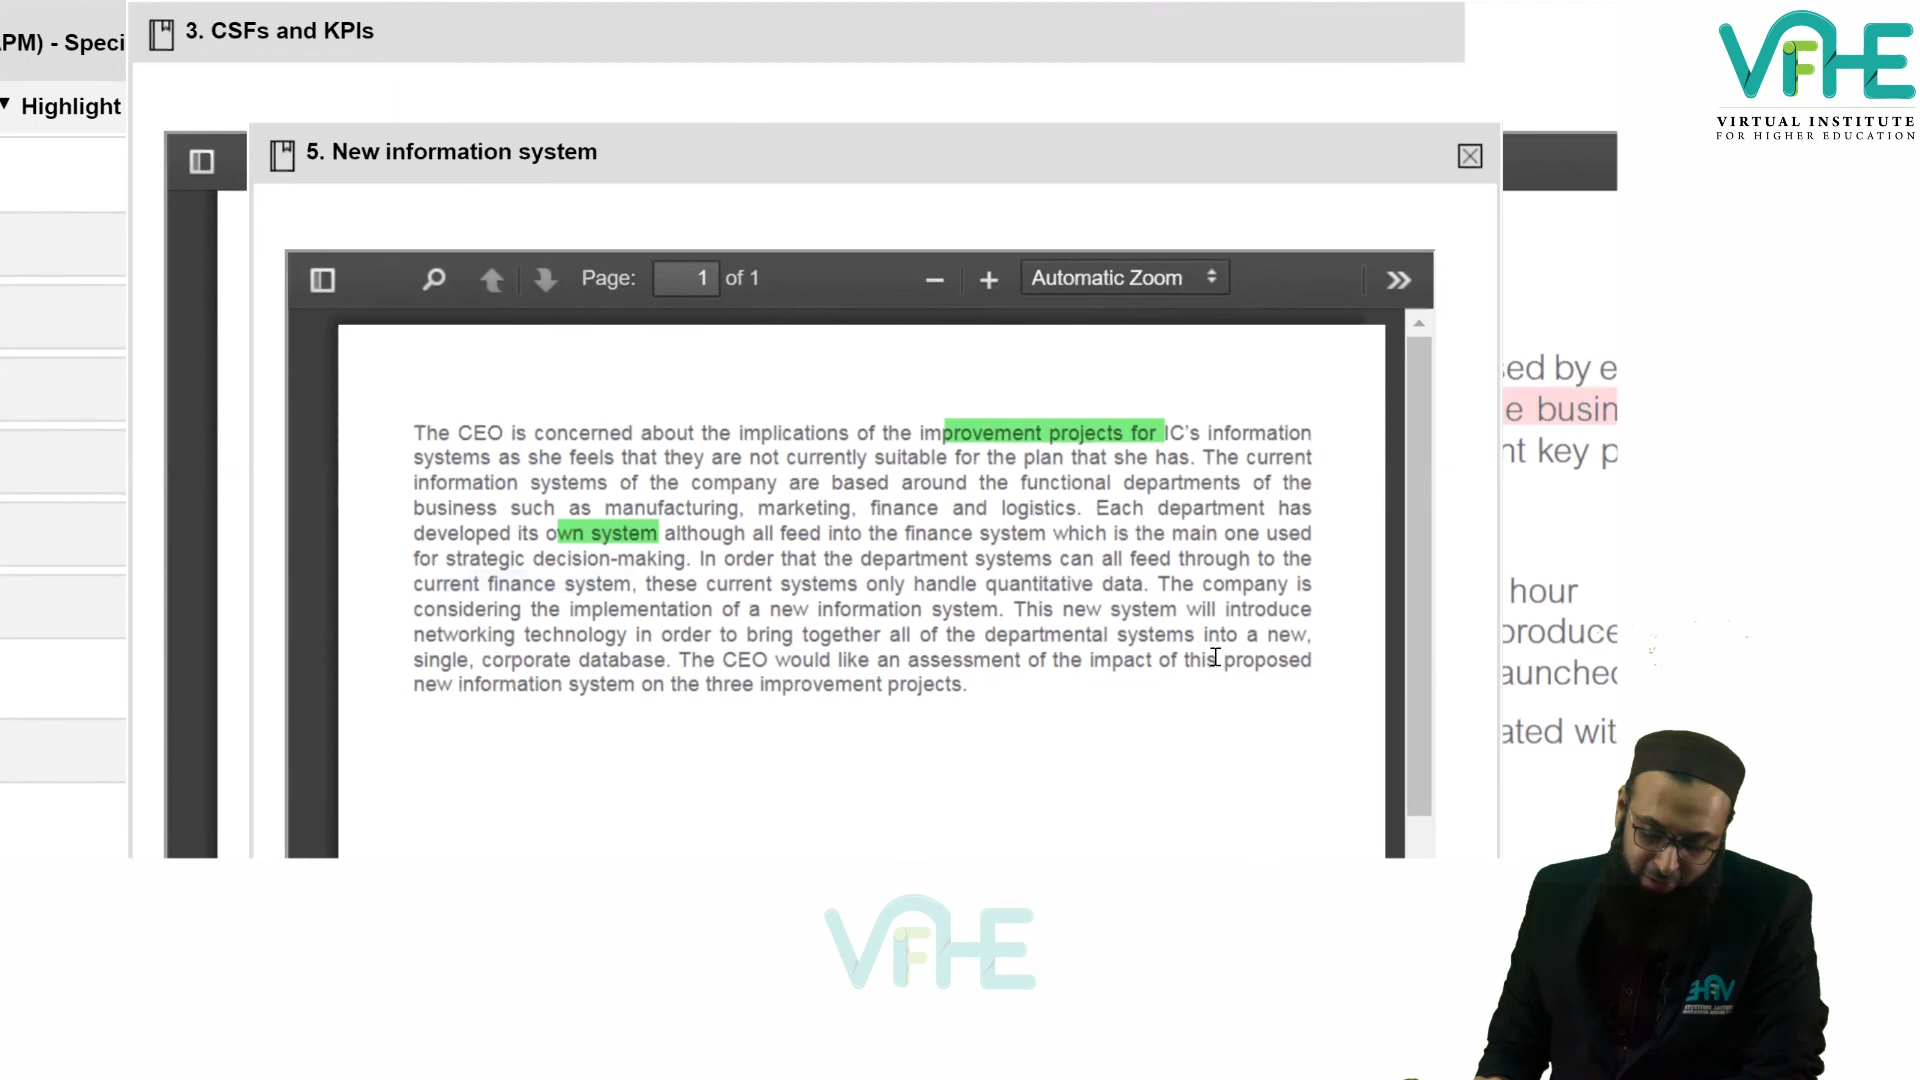 PM) - Speci
Highlight
3. CSFs and KPIs
5. New information system
Page: 1 of 1
Automatic Zoom
The CEO is concerned about the implications of the improvement projects for IC's information
systems as she feels that they are not currently suitable for the plan that she has. The current
information systems of the company are based around the functional departments of the
business such as manufacturing, marketing, finance and logistics. Each department has
developed its own system although all feed into the finance system which is the main one used
for strategic decision-making. In order that the department systems can all feed through to the
current finance system, these current systems only handle quantitative data. The company is
considering the implementation of a new information system. This new system will introduce
networking technology in order to bring together all of the departmental systems into a new,
single, corporate database. The CEO would like an assessment of the impact of this proposed
new information system on the three improvement projects.
ed by e
e busin
nt key p
hour
produce
aunched
ated wit
VIFHE
VIRTUAL INSTITUTE
FOR HIGHER EDUCATION
VIFHE